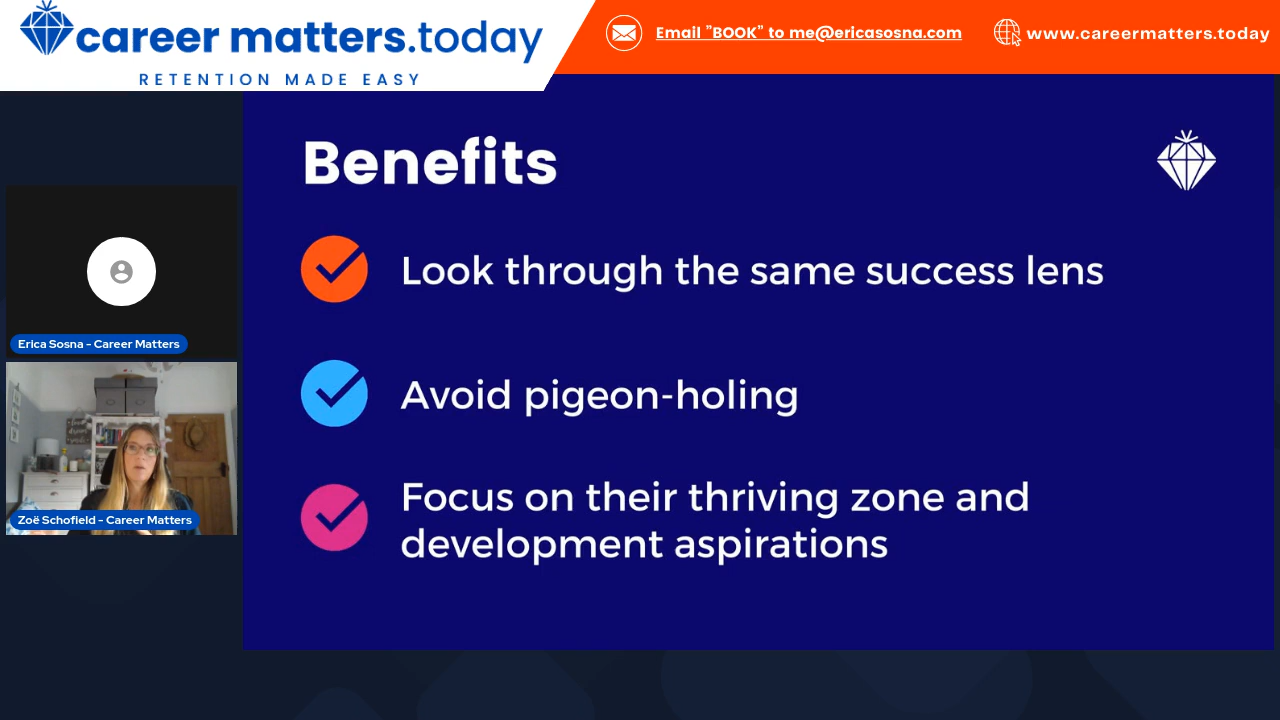 career matters.today
RETENTION MADE EASY
Email "BOOK" to me@ericasosna.com
www.careermatters.today
Benefits
Look through the same success lens
Avoid pigeon-holing
Focus on their thriving zone and
development aspirations
Erica Sosna - Career Matters
Zoë Schofield - Career Matters